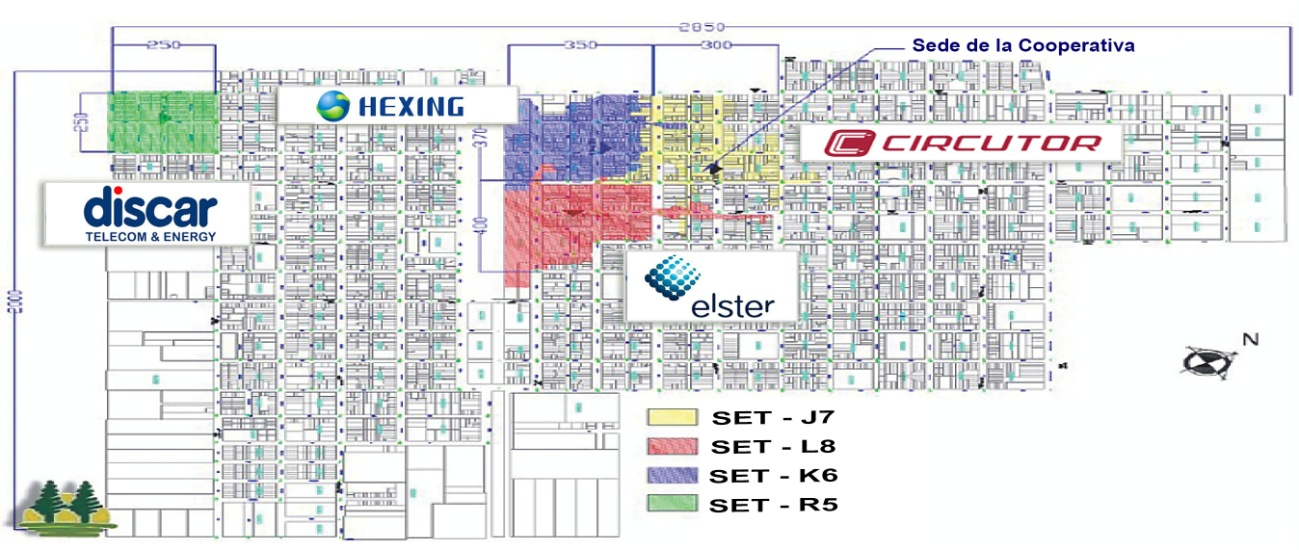 2850
250
350
300
Sede de la Cooperativa
HEXING
250
370
CIRCUTOR
discar
TELECOM & ENERGY
400
elster
2000
N
SET - J7
SET - L8
SET - K6
SET - R5